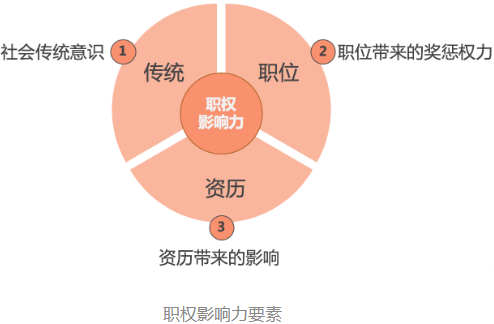 社会传统意识
1
传统
2
职位带来的奖惩权力
职位
职权
影响力
资历
3
资历带来的影响
职权影响力要素